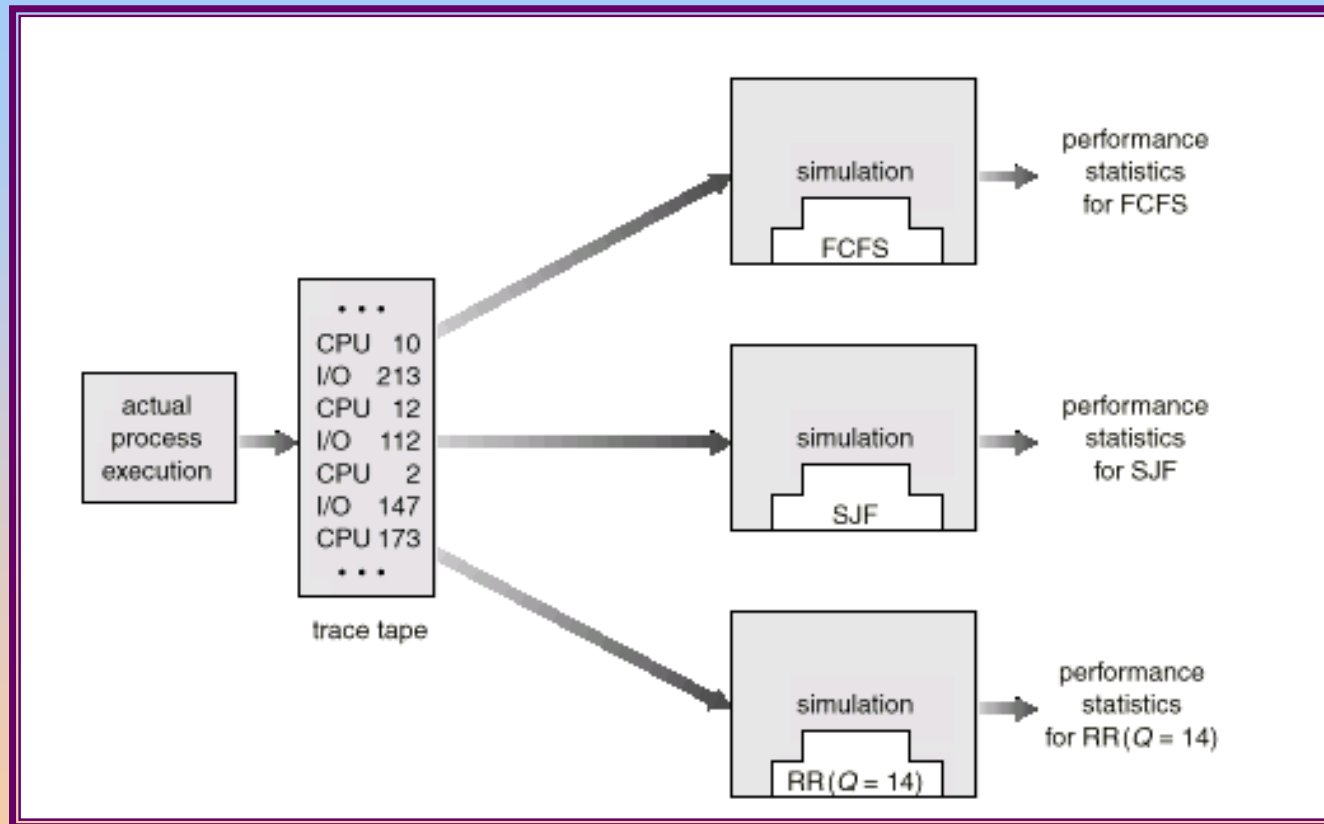 actual
process
execution
• • •
CPU 10
I/O 213
CPU 12
I/O 112
CPU 2
I/O 147
CPU 173
• • •
trace tape
simulation
FCFS
performance
statistics
for FCFS
simulation
SJF
performance
statistics
for SJF
simulation
RR(Q = 14)
performance
statistics
for RR(Q = 14)